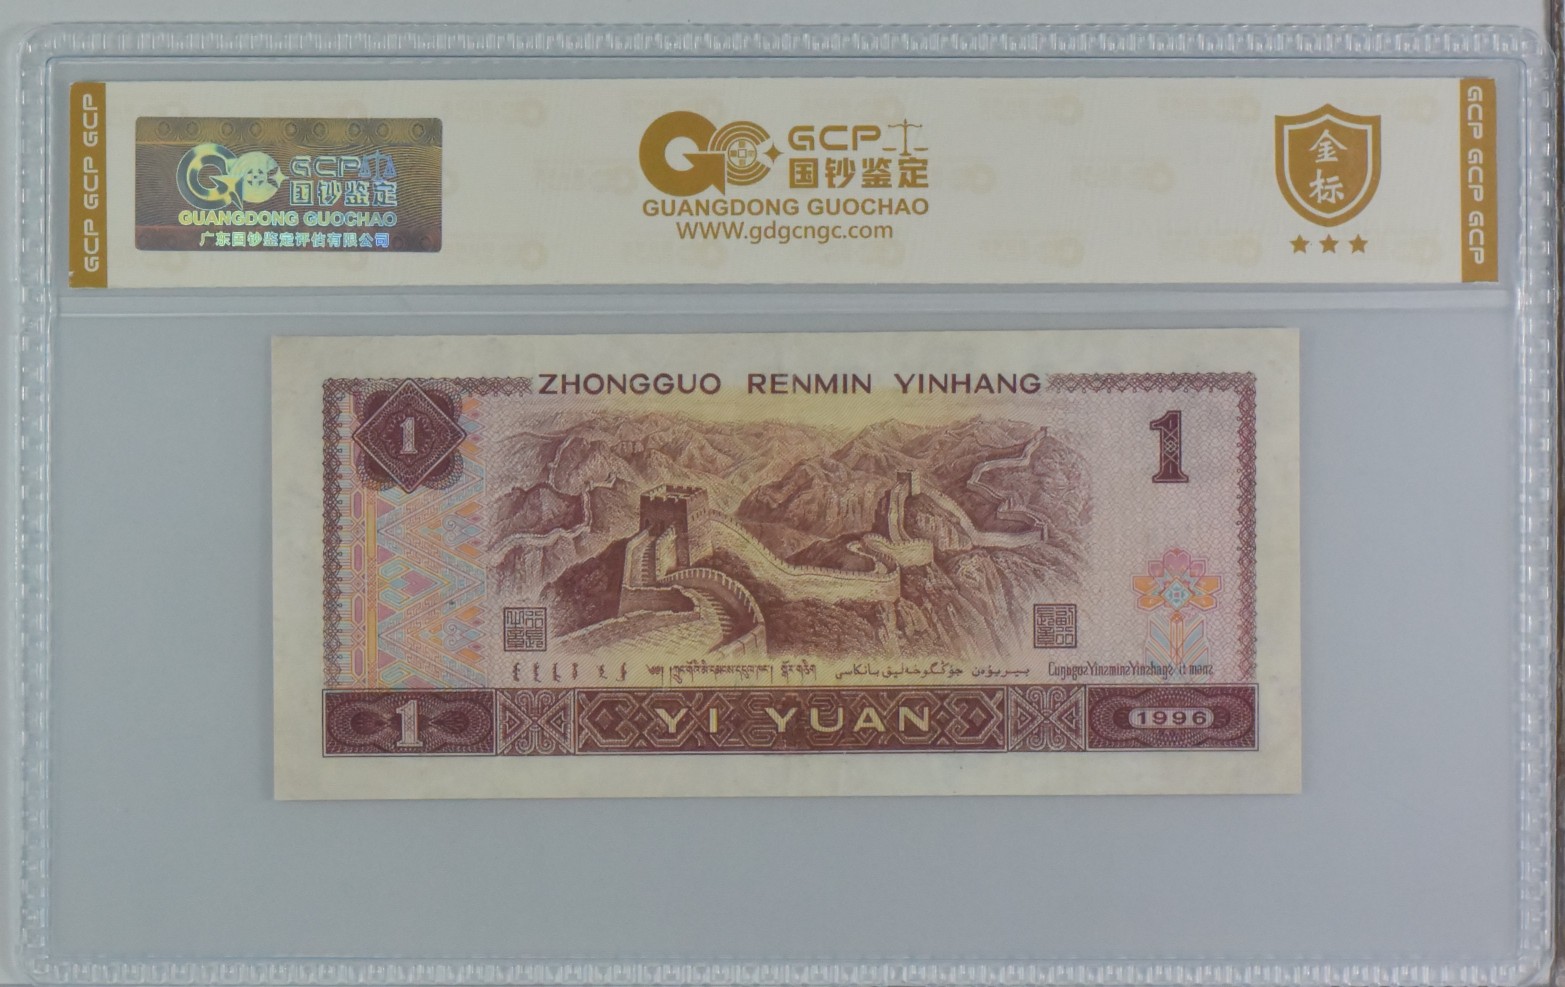 GCP GCP GCP
GCP
国钞鉴定
GUANGDONG GUOCHAO
广东国钞鉴定评估有限公司
GCP
国钞鉴定
GUANGDONG GUOCHAO
WWW.gdgcngc.com
金标
GCP GCP GCP
ZHONGGUO RENMIN YINHANG
1
1
1
YI YUAN
1996